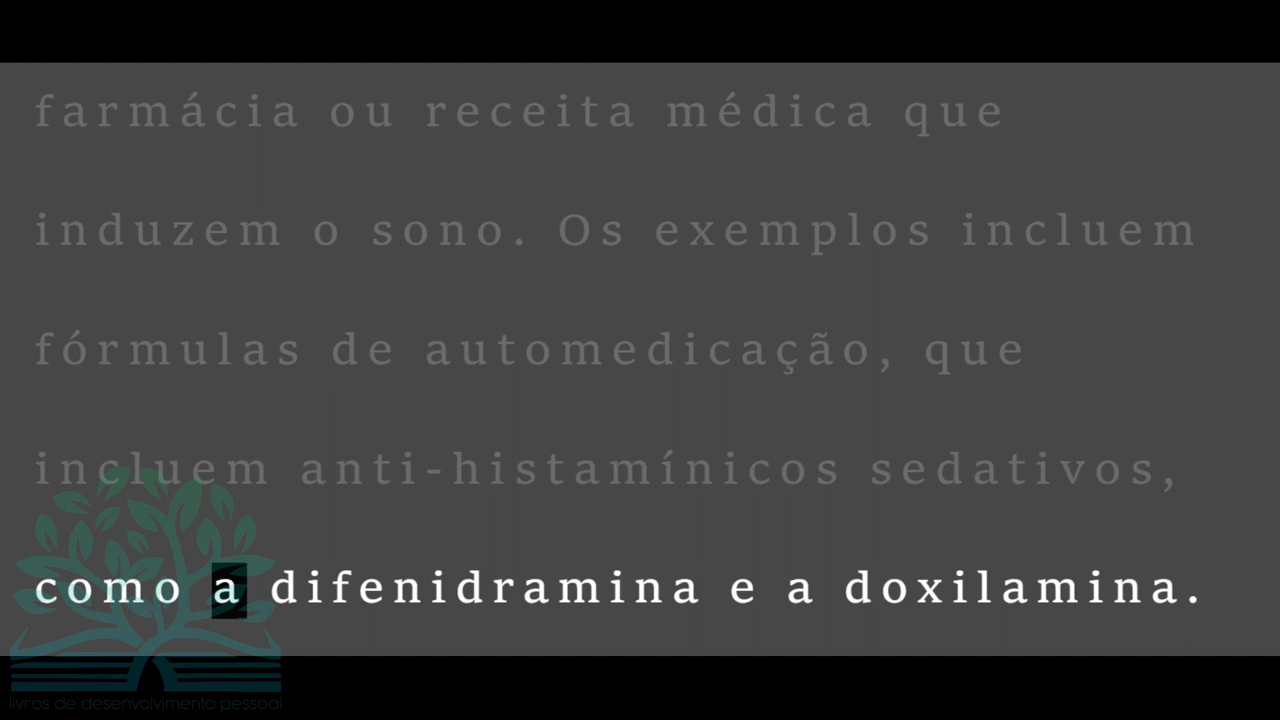 farmácia ou receita médica que
induzem o sono. Os exemplos incluem
fórmulas de automedicação, que
incluem anti-histamínicos sedativos,
como a difenidramina e a doxilamina.
livros de desenvolvimento pessoal